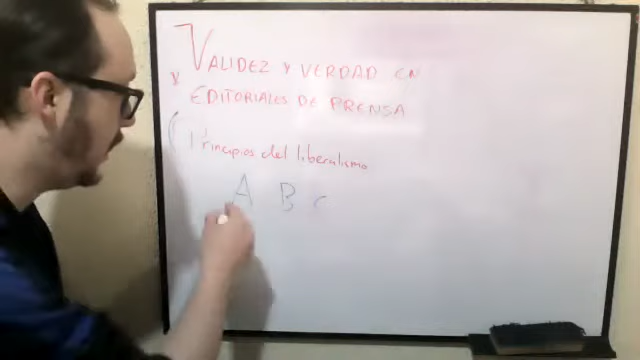 VALIDEZ Y VERDAD EN
EDITORIALES DE PRENSA
Principios del liberalismo
A B C